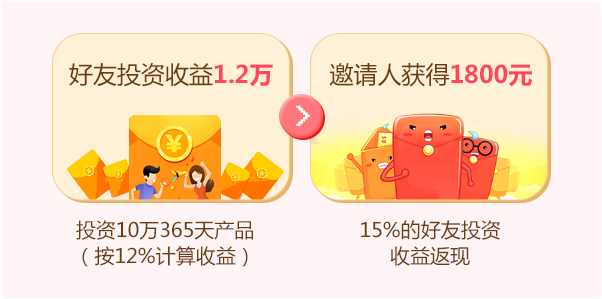 好友投资收益1.2万
邀请人获得1800元
投资10万365天产品
（按12%计算收益）
15%的好友投资
收益返现